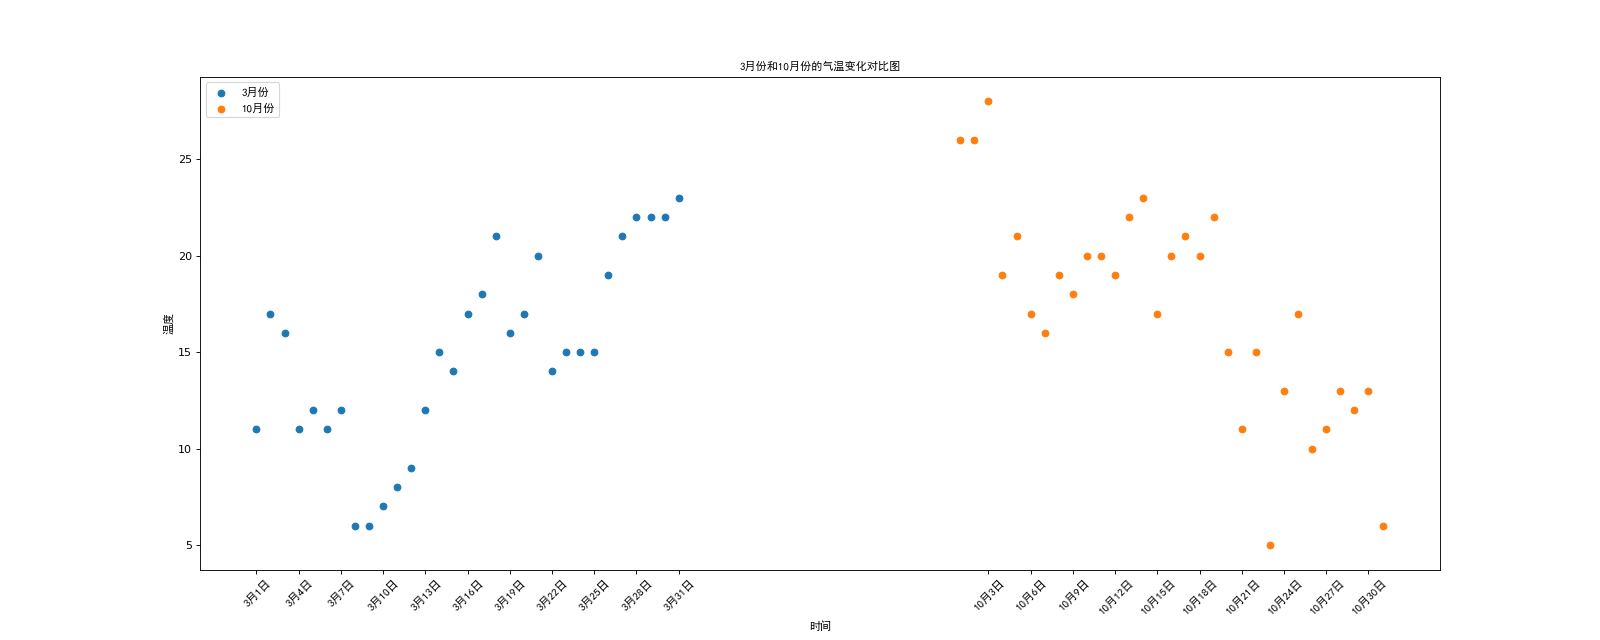 3月份和10月份的气温变化对比图
3月份
10月份
25
20
15
10
5
温度
3月1日
3月4日
3月7日
3月10日
3月13日
3月16日
3月19日
3月22日
3月25日
3月28日
3月31日
10月3日
10月6日
10月9日
10月12日
10月15日
10月18日
10月21日
10月24日
10月27日
10月30日
时间